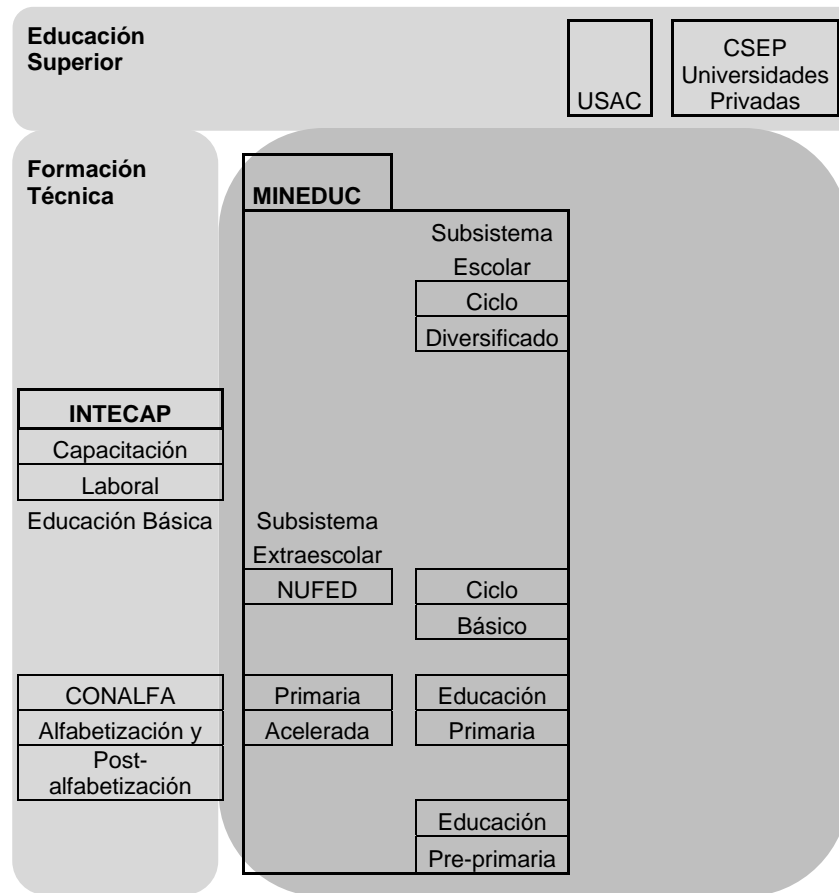 Educación
Superior
USAC
CSEP
Universidades
Privadas
Formación
Técnica
MINEDUC
Subsistema
Escolar
Ciclo
Diversificado
INTECAP
Capacitación
Laboral
Educación Básica
Subsistema
Extraescolar
NUFED
Ciclo
Básico
CONALFA
Primaria
Educación
Alfabetización y
Acelerada
Primaria
Post-
alfabetización
Educación
Pre-primaria